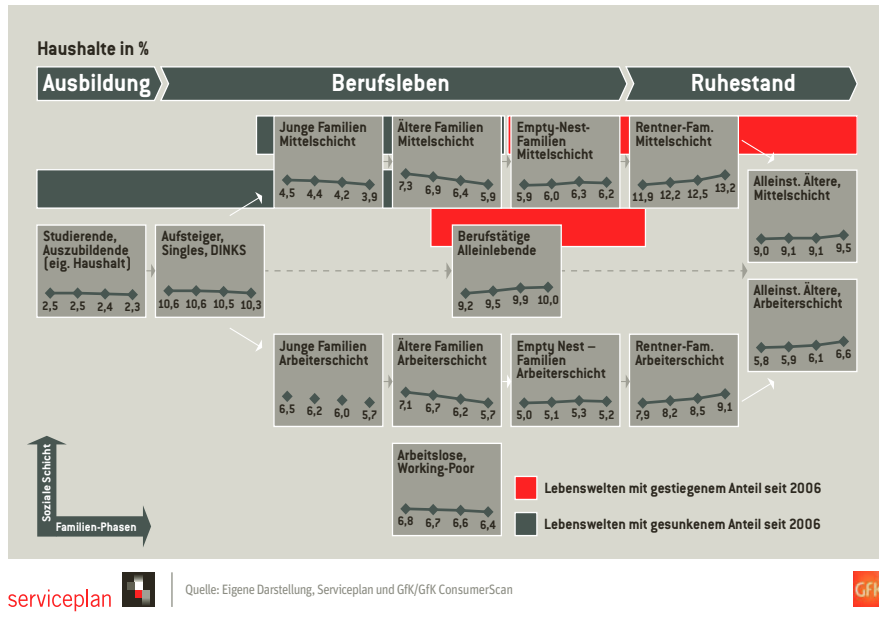 Haushalte in %
Ausbildung
Berufsleben
Ruhestand
Junge Familien
Mittelschicht
4,5 4,4 4,2 3,9
Ältere Familien
Mittelschicht
7,3 6,9 6,4 5,9
Empty-Nest-
Familien
Mittelschicht
5,9 6,0 6,3 6,2
Rentner-Fam.
Mittelschicht
11,9 12,2 12,5 13,2
Alleinst. Ältere,
Mittelschicht
9,0 9,1 9,1 9,5
Studierende,
Auszubildende
(eig. Haushalt)
2,5 2,5 2,4 2,3
Aufsteiger,
Singles, DINKS
10,6 10,6 10,5 10,3
Berufstätige
Alleinlebende
9,2 9,5 9,9 10,0
Alleinst. Ältere,
Arbeiterschicht
5,8 5,9 6,1 6,6
Junge Familien
Arbeiterschicht
6,5 6,2 6,0 5,7
Ältere Familien
Arbeiterschicht
7,1 6,7 6,2 5,7
Empty Nest –
Familien
Arbeiterschicht
5,0 5,1 5,3 5,2
Rentner-Fam.
Arbeiterschicht
7,9 8,2 8,5 9,1
Arbeitslose,
Working-Poor
6,8 6,7 6,6 6,4
Soziale Schicht
Familien-Phasen
Lebenswelten mit gestiegenem Anteil seit 2006
Lebenswelten mit gesunkenem Anteil seit 2006
serviceplan
Quelle: Eigene Darstellung, Serviceplan und GfK/GfK ConsumerScan
GfK